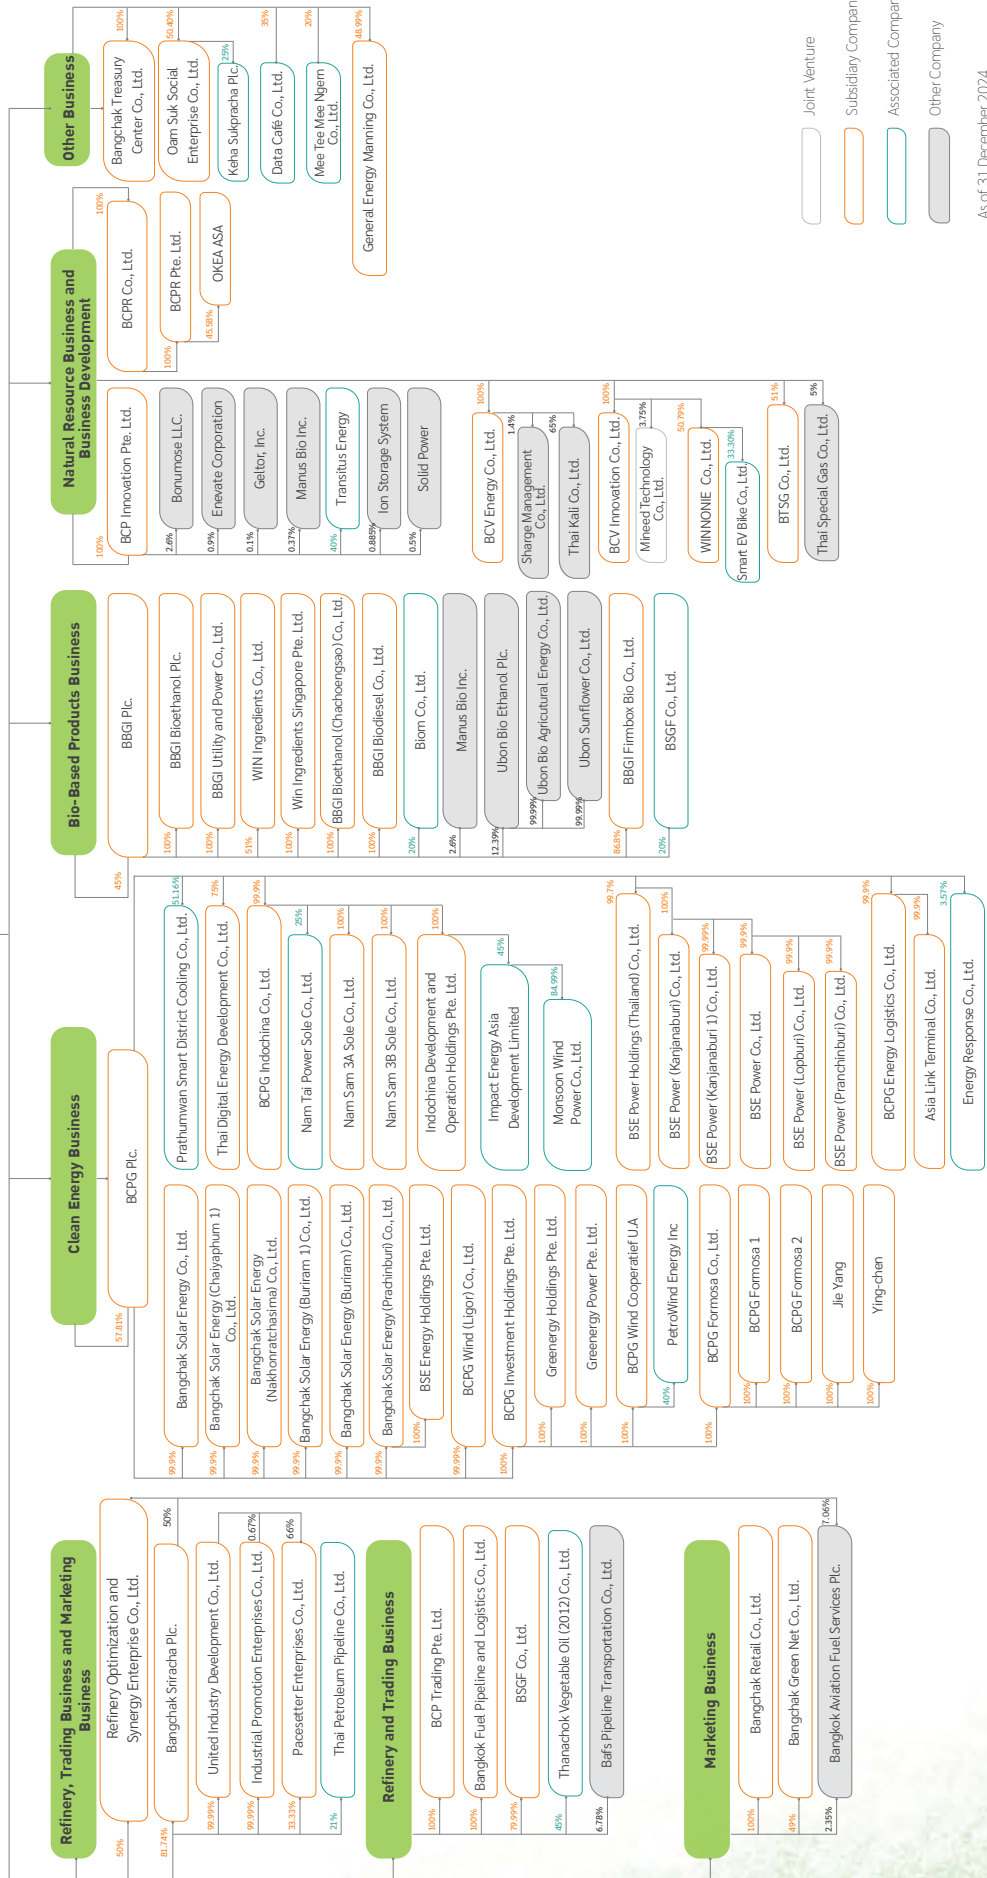 Refinery, Trading Business and Marketing
Business
50%
Refinery Optimization and
Synergy Enterprise Co., Ltd.
81.74%
Bangchak Sriracha Plc.
50%
99.99%
United Industry Development Co., Ltd.
99.99%
Industrial Promotion Enterprises Co., Ltd.
0.67%
33.33%
Pacesetter Enterprises Co., Ltd.
66%
21%
Thai Petroleum Pipeline Co., Ltd.
Refinery and Trading Business
100%
BCP Trading Pte. Ltd.
100%
Bangkok Fuel Pipeline and Logistics Co., Ltd.
79.99%
BSGF Co., Ltd.
45%
Thanachok Vegetable Oil (2012) Co., Ltd.
6.78%
Bafs Pipeline Transportation Co., Ltd.
Marketing Business
100%
Bangchak Retail Co., Ltd.
49%
Bangchak Green Net Co., Ltd.
2.35%
Bangkok Aviation Fuel Services Plc.
7.06%
Clean Energy Business
57.81%
BCPG Plc.
99.9%
Bangchak Solar Energy Co., Ltd.
99.9%
Bangchak Solar Energy (Chaiyaphum 1)
Co., Ltd.
99.9%
Bangchak Solar Energy
(Nakhonratchasima) Co., Ltd.
99.9%
Bangchak Solar Energy (Buriram 1) Co., Ltd.
99.9%
Bangchak Solar Energy (Buriram) Co., Ltd.
99.9%
Bangchak Solar Energy (Prachinburi) Co., Ltd.
100%
BSE Energy Holdings Pte. Ltd.
99.99%
BCPG Wind (Ligor) Co., Ltd.
100%
BCPG Investment Holdings Pte. Ltd.
100%
Greenergy Holdings Pte. Ltd.
100%
Greenergy Power Pte. Ltd.
100%
BCPG Wind Cooperatief U.A
40%
PetroWind Energy Inc
100%
BCPG Formosa Co., Ltd.
100%
BCPG Formosa 1
100%
BCPG Formosa 2
100%
Jie Yang
100%
Ying-chen
Prathumwan Smart District Cooling Co., Ltd.
51.16%
Thai Digital Energy Development Co., Ltd.
75%
BCPG Indochina Co., Ltd.
99.9%
Nam Tai Power Sole Co., Ltd.
25%
Nam Sam 3A Sole Co., Ltd.
100%
Nam Sam 3B Sole Co., Ltd.
100%
Indochina Development and
Operation Holdings Pte. Ltd.
100%
Impact Energy Asia
Development Limited
45%
Monsoon Wind
Power Co., Ltd.
84.99%
BSE Power Holdings (Thailand) Co., Ltd.
99.7%
BSE Power (Kanjanaburi) Co., Ltd.
100%
BSE Power (Kanjanaburi 1) Co., Ltd.
99.99%
BSE Power Co., Ltd.
99.9%
BSE Power (Lopburi) Co., Ltd.
99.9%
BSE Power (Pranchinburi) Co., Ltd.
99.9%
BCPG Energy Logistics Co., Ltd.
99.9%
Asia Link Terminal Co., Ltd.
99.9%
Energy Response Co., Ltd.
3.57%
Bio-Based Products Business
45%
BBGI Plc.
100%
BBGI Bioethanol Plc.
100%
BBGI Utility and Power Co., Ltd.
51%
WIN Ingredients Co., Ltd.
100%
Win Ingredients Singapore Pte. Ltd.
100%
BBGI Bioethanol (Chachoengsao) Co., Ltd.
100%
BBGI Biodiesel Co., Ltd.
20%
Biom Co., Ltd.
2.6%
Manus Bio Inc.
12.39%
Ubon Bio Ethanol Plc.
99.99%
Ubon Bio Agricutural Energy Co., Ltd.
99.99%
Ubon Sunflower Co., Ltd.
86.8%
BBGI Firmbox Bio Co., Ltd.
20%
BSGF Co., Ltd.
Natural Resource Business and
Business Development
100%
BCP Innovation Pte. Ltd.
2.6%
Bonumose LLC.
0.9%
Enevate Corporation
0.1%
Geltor, Inc.
0.37%
Manus Bio Inc.
40%
Transitus Energy
0.885%
Ion Storage System
0.5%
Solid Power
BCV Energy Co., Ltd.
100%
Sharge Management
Co., Ltd.
1.4%
Thai Kali Co., Ltd.
65%
BCV Innovation Co., Ltd.
100%
Mineed Technology
Co., Ltd.
3.75%
WINNONIE Co., Ltd.
50.79%
Smart EV Bike Co., Ltd.
33.30%
BTSG Co., Ltd.
51%
Thai Special Gas Co., Ltd.
5%
BCPR Co., Ltd.
100%
100%
BCPR Pte. Ltd.
45.58%
OKEA ASA
Other Business
Bangchak Treasury
Center Co., Ltd.
100%
Oam Suk Social
Enterprise Co., Ltd.
50.40%
Keha Sukpracha Plc.
25%
Data Café Co., Ltd.
35%
Mee Tee Mee Ngern
Co., Ltd.
20%
General Energy Manning Co., Ltd.
48.99%
Joint Venture
Subsidiary Compan
Associated Compan
Other Company
As of 31 December 2024